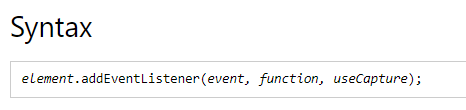 Syntax
element.addEventListener(event, function, useCapture);